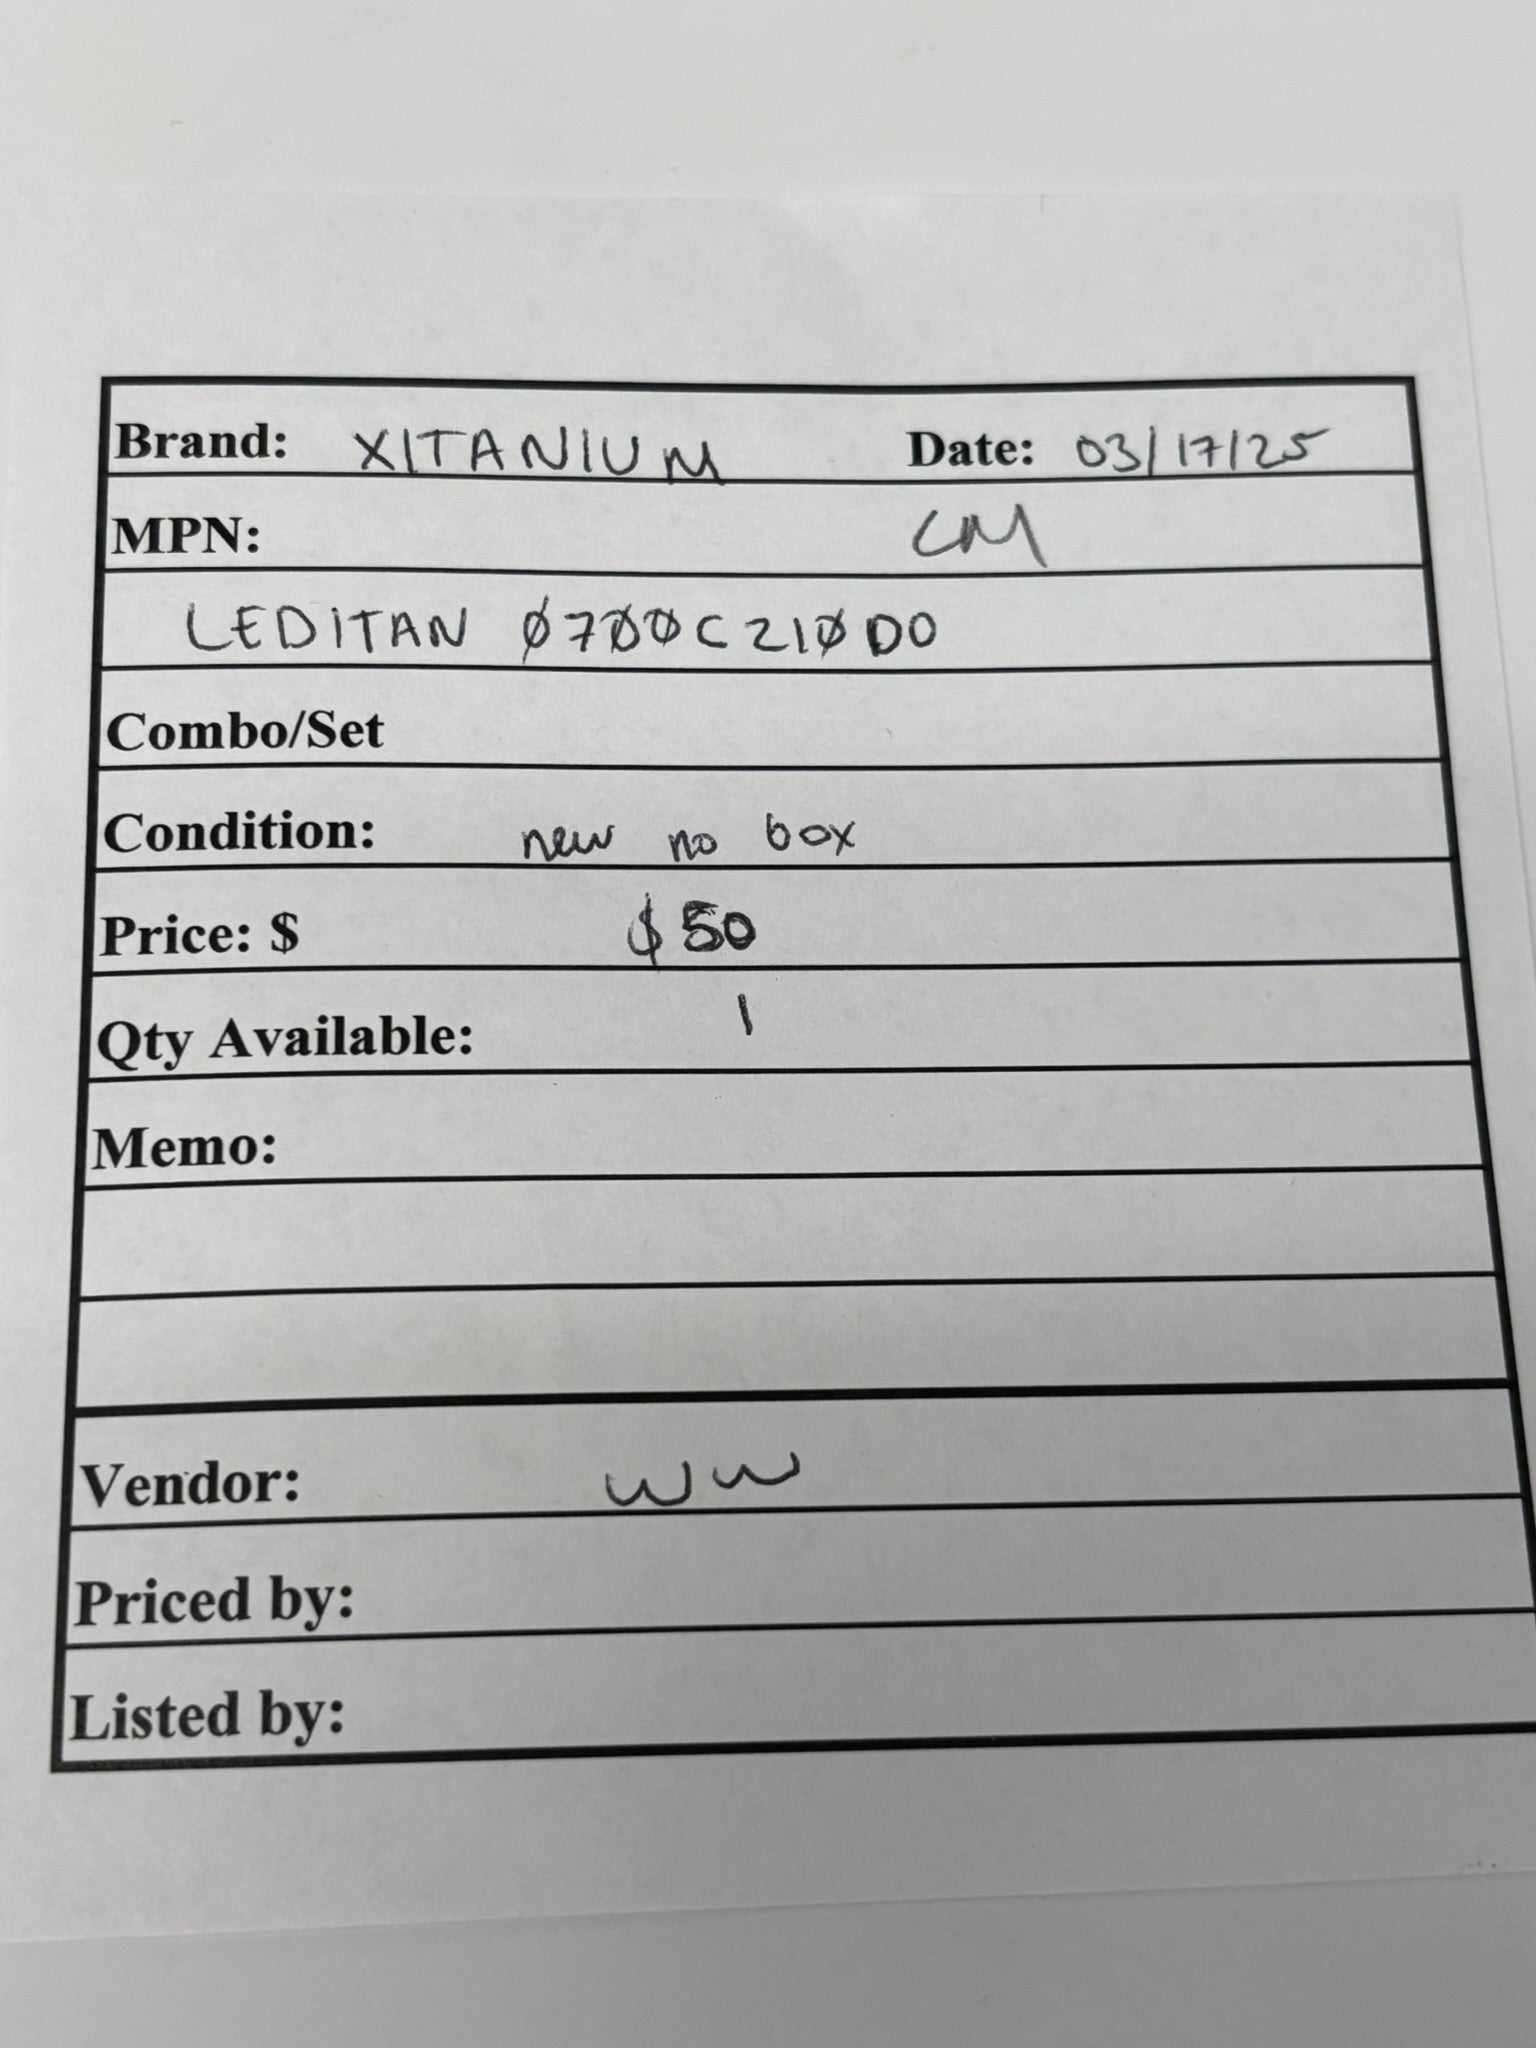 Brand: XITANIUM Date: 03/17/25
MPN: CM
LEDITAN Ø7ØØC21ØDO
Combo/Set
Condition: new no box
Price: $ $50
Qty Available: 1
Memo:
Vendor: WW
Priced by:
Listed by: